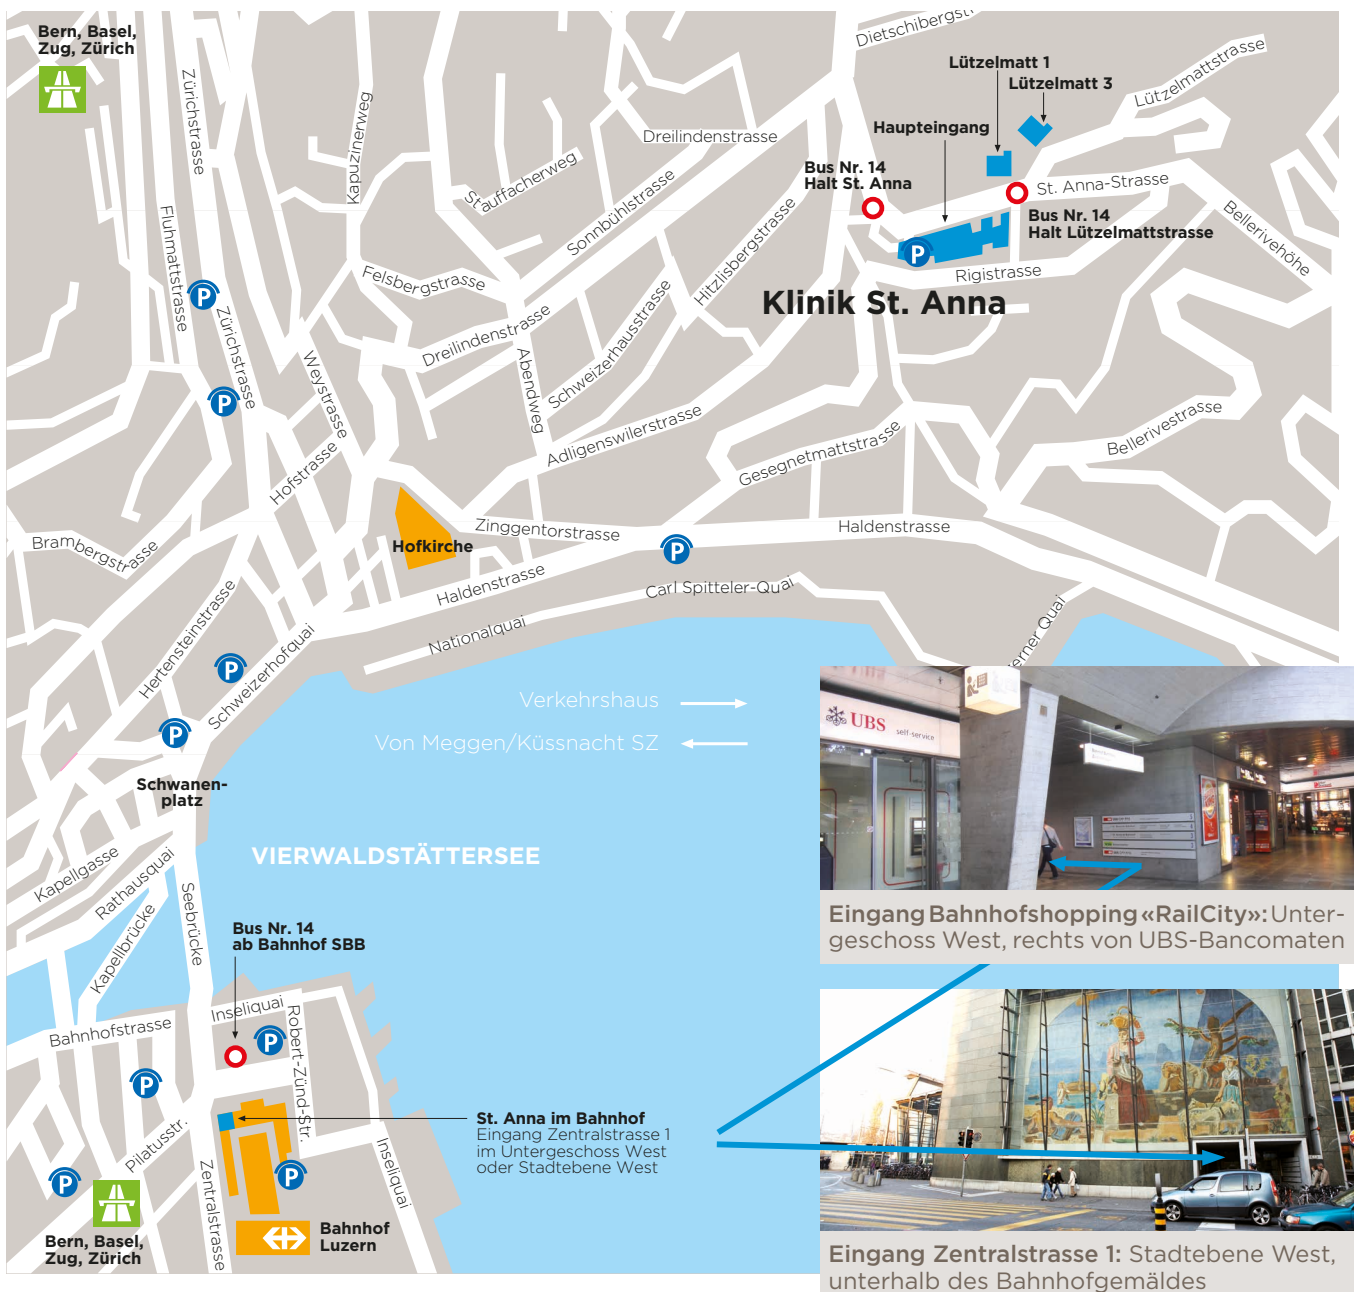 Bern, Basel,
Zug, Zürich
Zürichstrasse
Kapuzinerweg
Fluhmattstrasse
Zürichstrasse
Weystrasse
Stauffacherweg
Dreilindenstrasse
Sonnbühlstrasse
Felsbergstrasse
Dreilindenstrasse
Abendweg
Schweizerhausstrasse
Hitzlisbergstrasse
Adligenswilerstrasse
Dietschibergst
Lützelmatt 1
Lützelmatt 3
Lützelmattstrasse
Haupteingang
Bus Nr. 14
Halt St. Anna
St. Anna-Strasse
Bus Nr. 14
Halt Lützelmattstrasse
Bellerivehöhe
P
Rigistrasse
Klinik St. Anna
P
P
Hofstrasse
Gesegnetmattstrasse
Bellerivestrasse
Brambergstrasse
Hofkirche
Zinggentorstrasse
Haldenstrasse
P
Haldenstrasse
Carl Spitteler-Quai
Nationalquai
erner Quai
Hertensteinstrasse
Schweizerhofquai
P
P
Verkehrshaus
Von Meggen/Küssnacht SZ
Schwanen-
platz
VIERWALDSTÄTTERSEE
Kapellgasse
Rathausquai
Kapellbrücke
Seebrücke
Bus Nr. 14
ab Bahnhof SBB
Bahnhofstrasse
Inseliquai
Robert-Zünd-Str.
P
P
P
P
Pilatusstr.
Zentralstrasse
Inseliquai
St. Anna im Bahnhof
Eingang Zentralstrasse 1
im Untergeschoss West
oder Stadtebene West
Bern, Basel,
Zug, Zürich
Bahnhof
Luzern
UBS
self-service
Eingang Bahnhofshopping «RailCity»: Unter-
geschoss West, rechts von UBS-Bancomaten
Eingang Zentralstrasse 1: Stadtebene West,
unterhalb des Bahnhofgemäldes